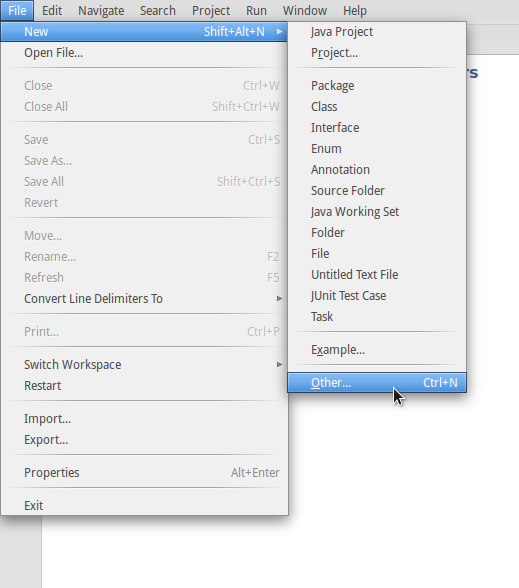 File Edit Navigate Search Project Run Window Help
New Shift+Alt+N
Open File...
Close Ctrl+W
Close All Shift+Ctrl+W
Save Ctrl+S
Save As...
Save All Shift+Ctrl+S
Revert
Move...
Rename... F2
Refresh F5
Convert Line Delimiters To
Print... Ctrl+P
Switch Workspace
Restart
Import...
Export...
Properties Alt+Enter
Exit
Java Project
Project...
Package
Class
Interface
Enum
Annotation
Source Folder
Java Working Set
Folder
File
Untitled Text File
JUnit Test Case
Task
Example...
Other... Ctrl+N